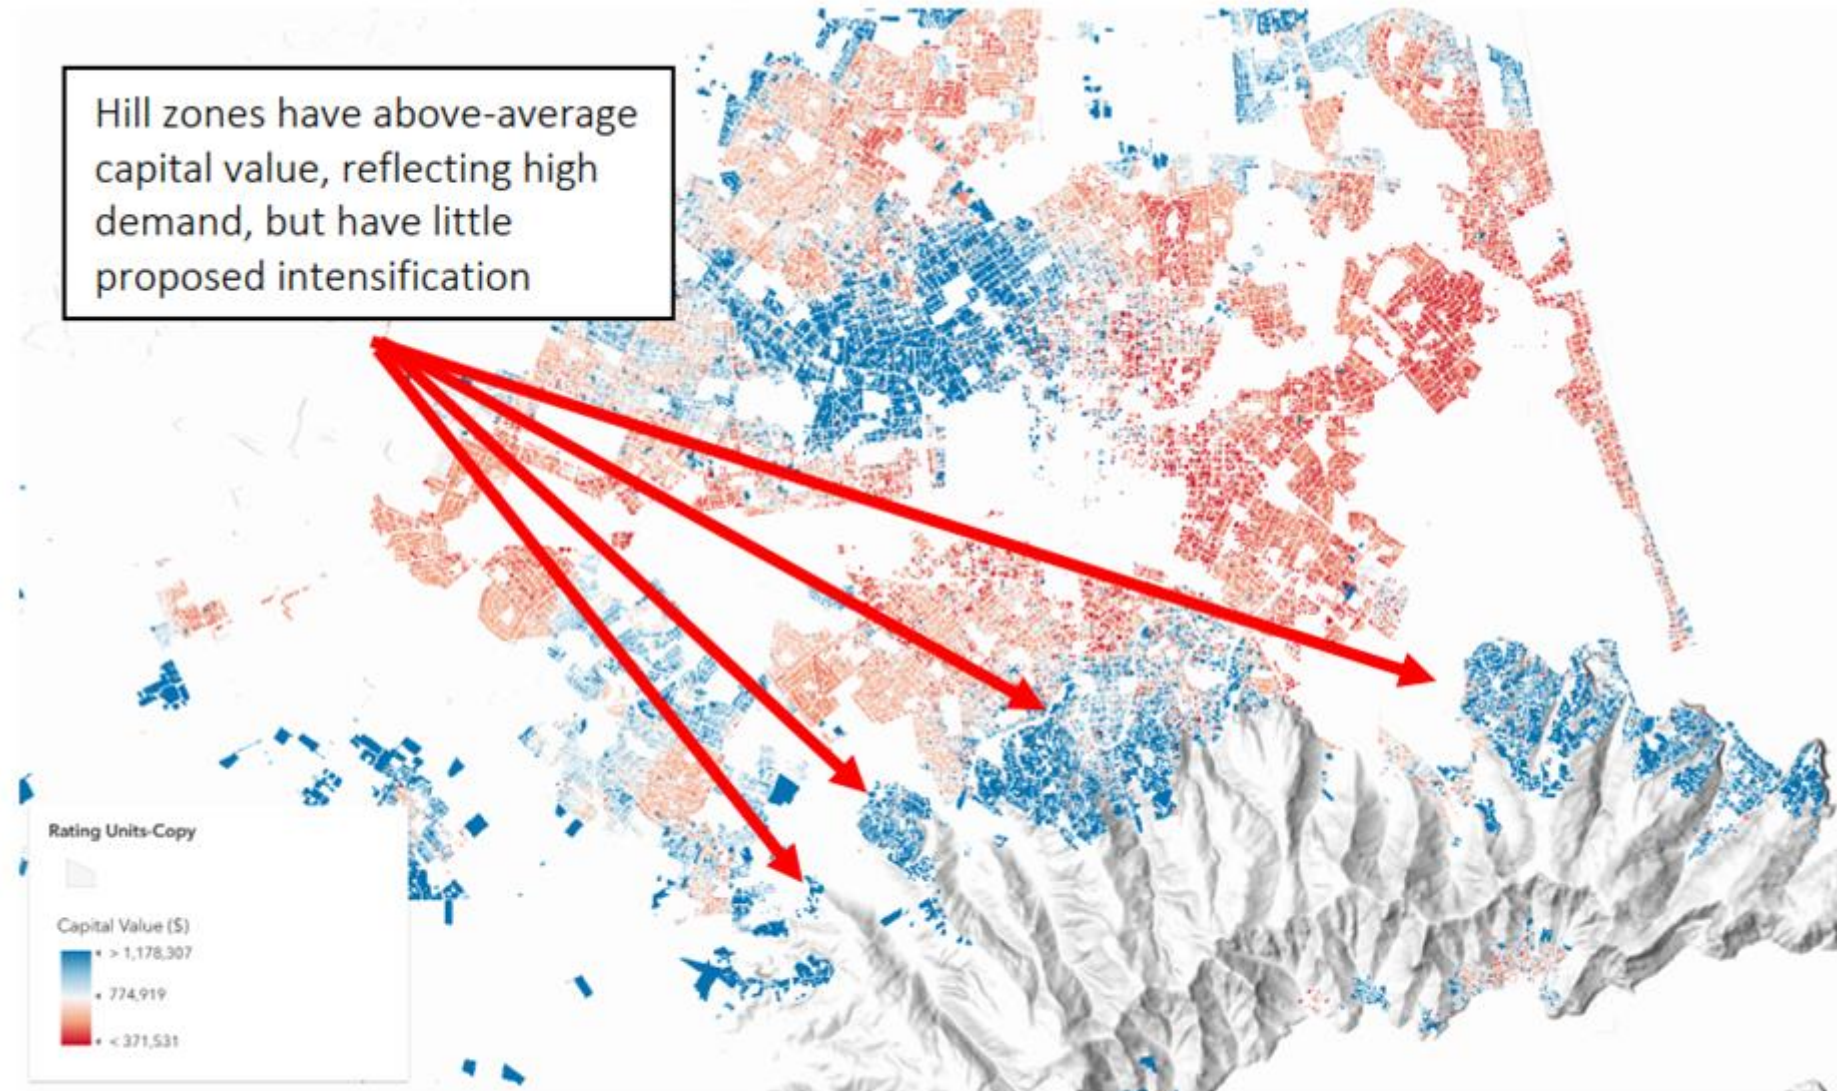 Hill zones have above-average
capital value, reflecting high
demand, but have little
proposed intensification
Rating Units-Copy
Capital Value ($)
> 1,178,307
774,919
< 371,531